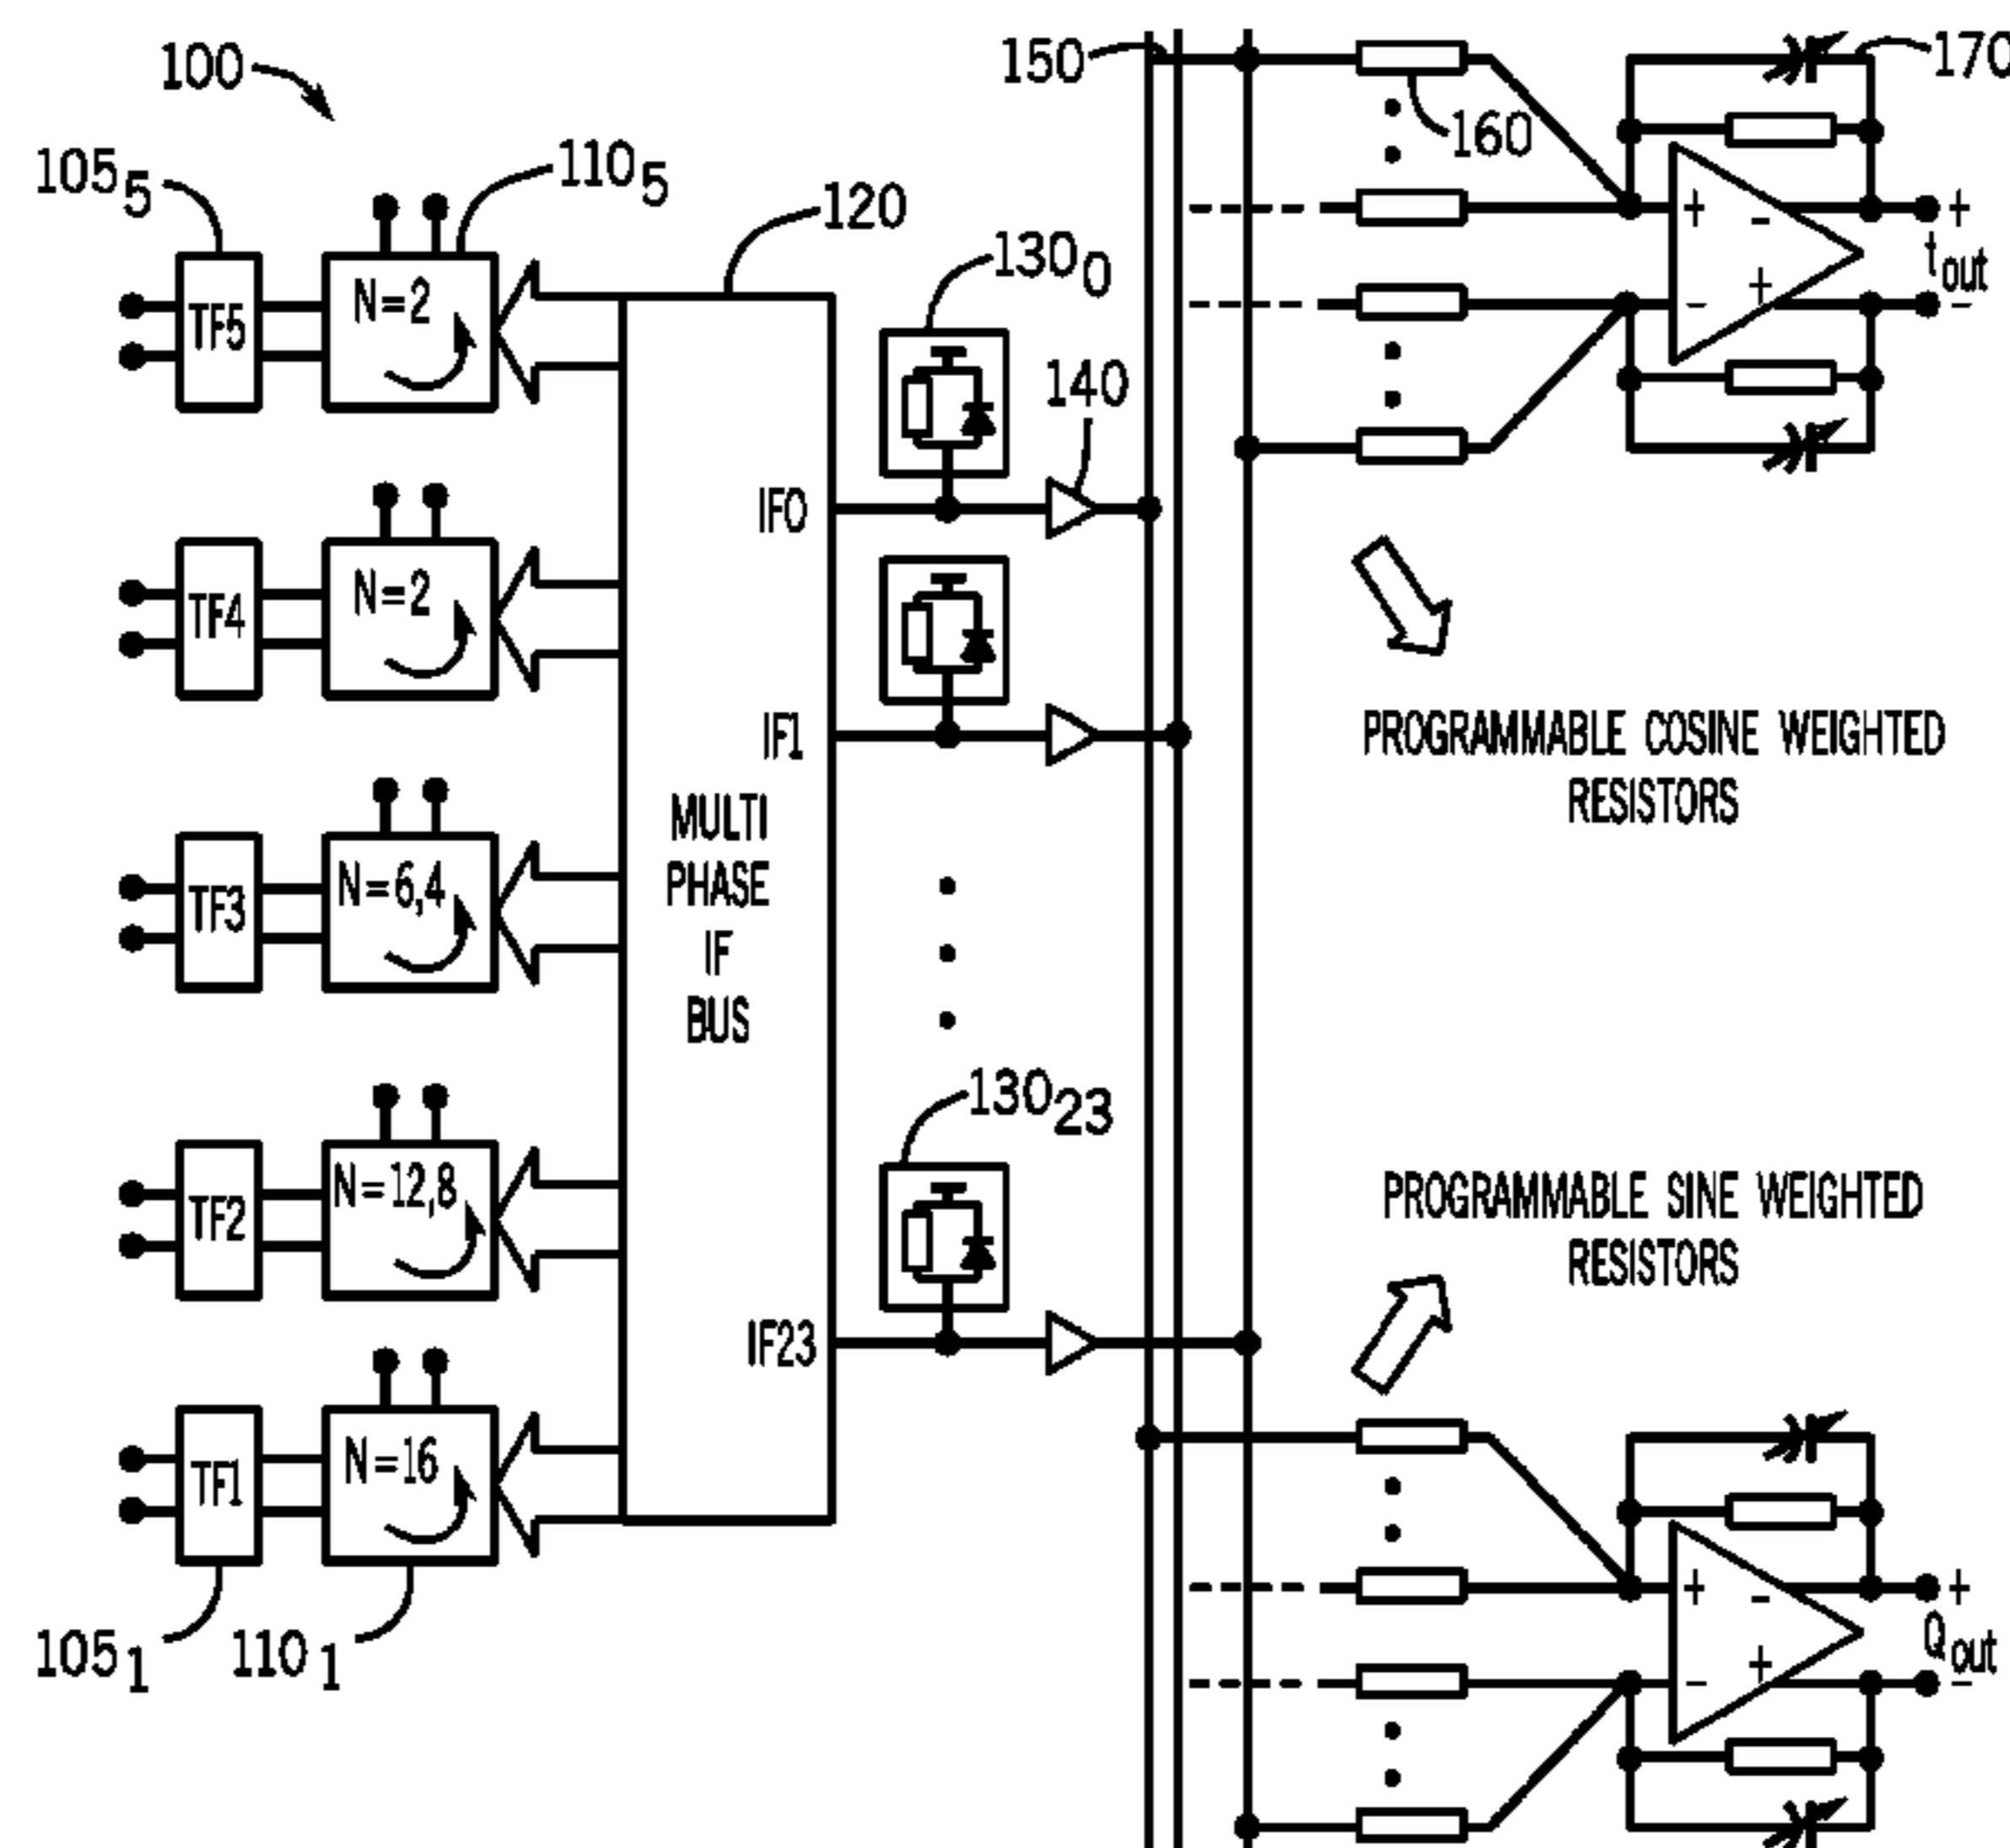 100
150
170
160
105 5
110 5
120
130 0
140
+ - +
TF5
N=2
t out
- + -
IF0
TF4
N=2
IF1
PROGRAMMABLE COSINE WEIGHTED
RESISTORS
MULTI
PHASE
IF
BUS
TF3
N=6,4
130 23
TF2
N=12,8
PROGRAMMABLE SINE WEIGHTED
RESISTORS
IF23
TF1
N=16
+ - +
Q out
- + -
105 1
110 1